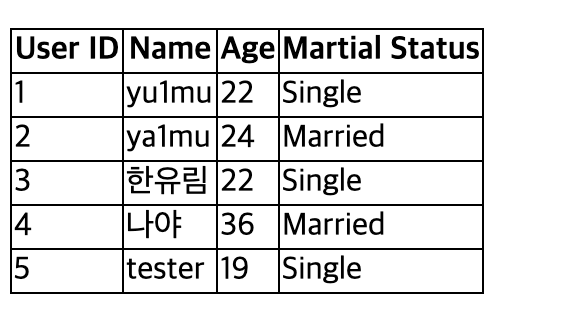 User ID Name Age Martial Status
1 yu1mu 22 Single
2 ya1mu 24 Married
3 한유림 22 Single
4 나야 36 Married
5 tester 19 Single